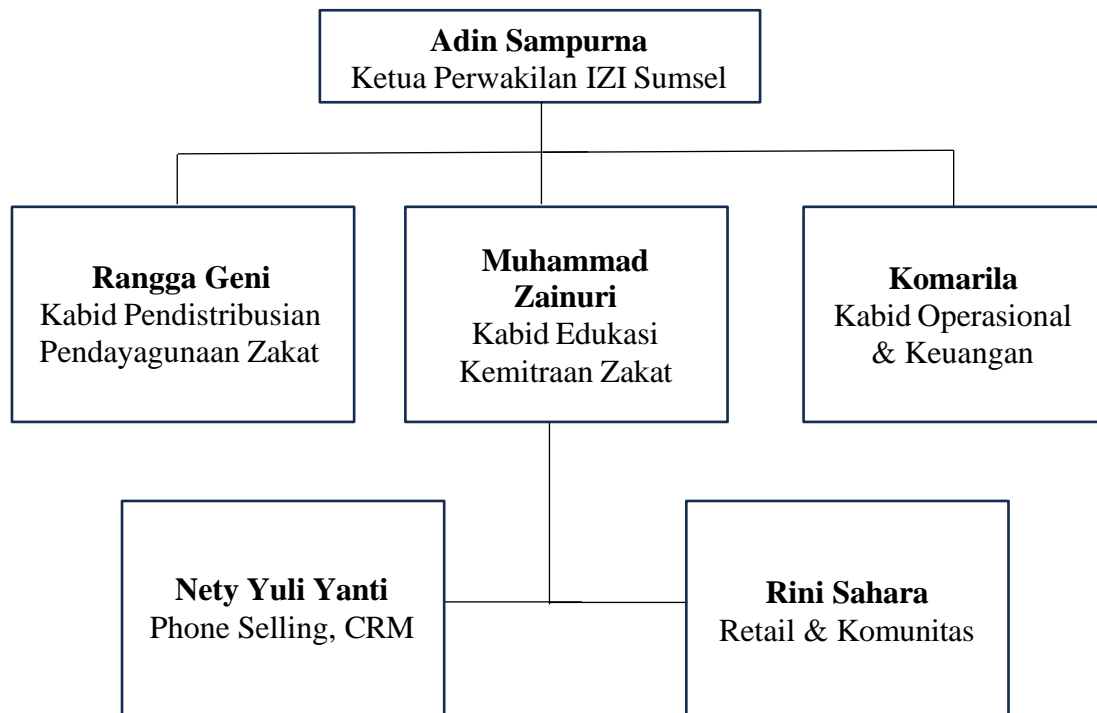 Adin Sampurna
Ketua Perwakilan IZI Sumsel
Rangga Geni
Kabid Pendistribusian
Pendayagunaan Zakat
Muhammad
Zainuri
Kabid Edukasi
Kemitraan Zakat
Komarila
Kabid Operasional
& Keuangan
Nety Yuli Yanti
Phone Selling, CRM
Rini Sahara
Retail & Komunitas